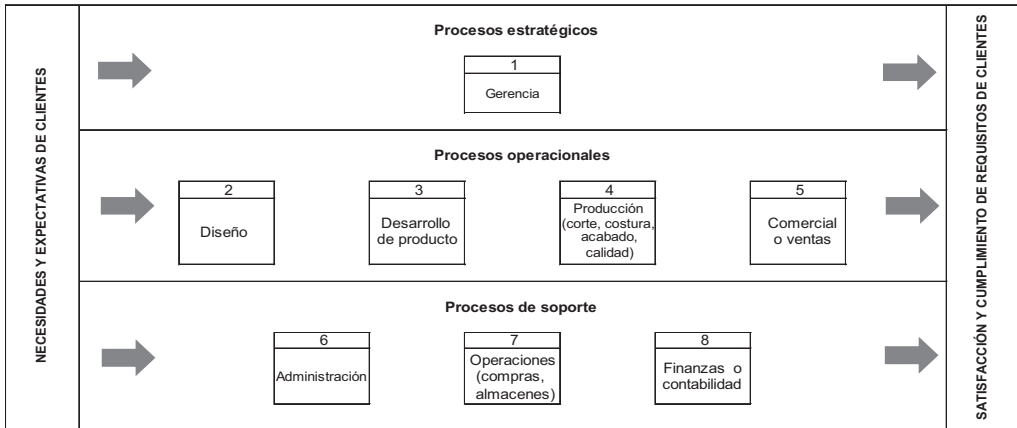 NECESIDADES Y EXPECTATIVAS DE CLIENTES
Procesos estratégicos
1
Gerencia
Procesos operacionales
2
Diseño
3
Desarrollo
de producto
4
Producción
(corte, costura,
acabado,
calidad)
5
Comercial
o ventas
Procesos de soporte
6
Administración
7
Operaciones
(compras,
almacenes)
8
Finanzas o
contabilidad
SATISFACCIÓN Y CUMPLIMIENTO DE REQUISITOS DE CLIENTES